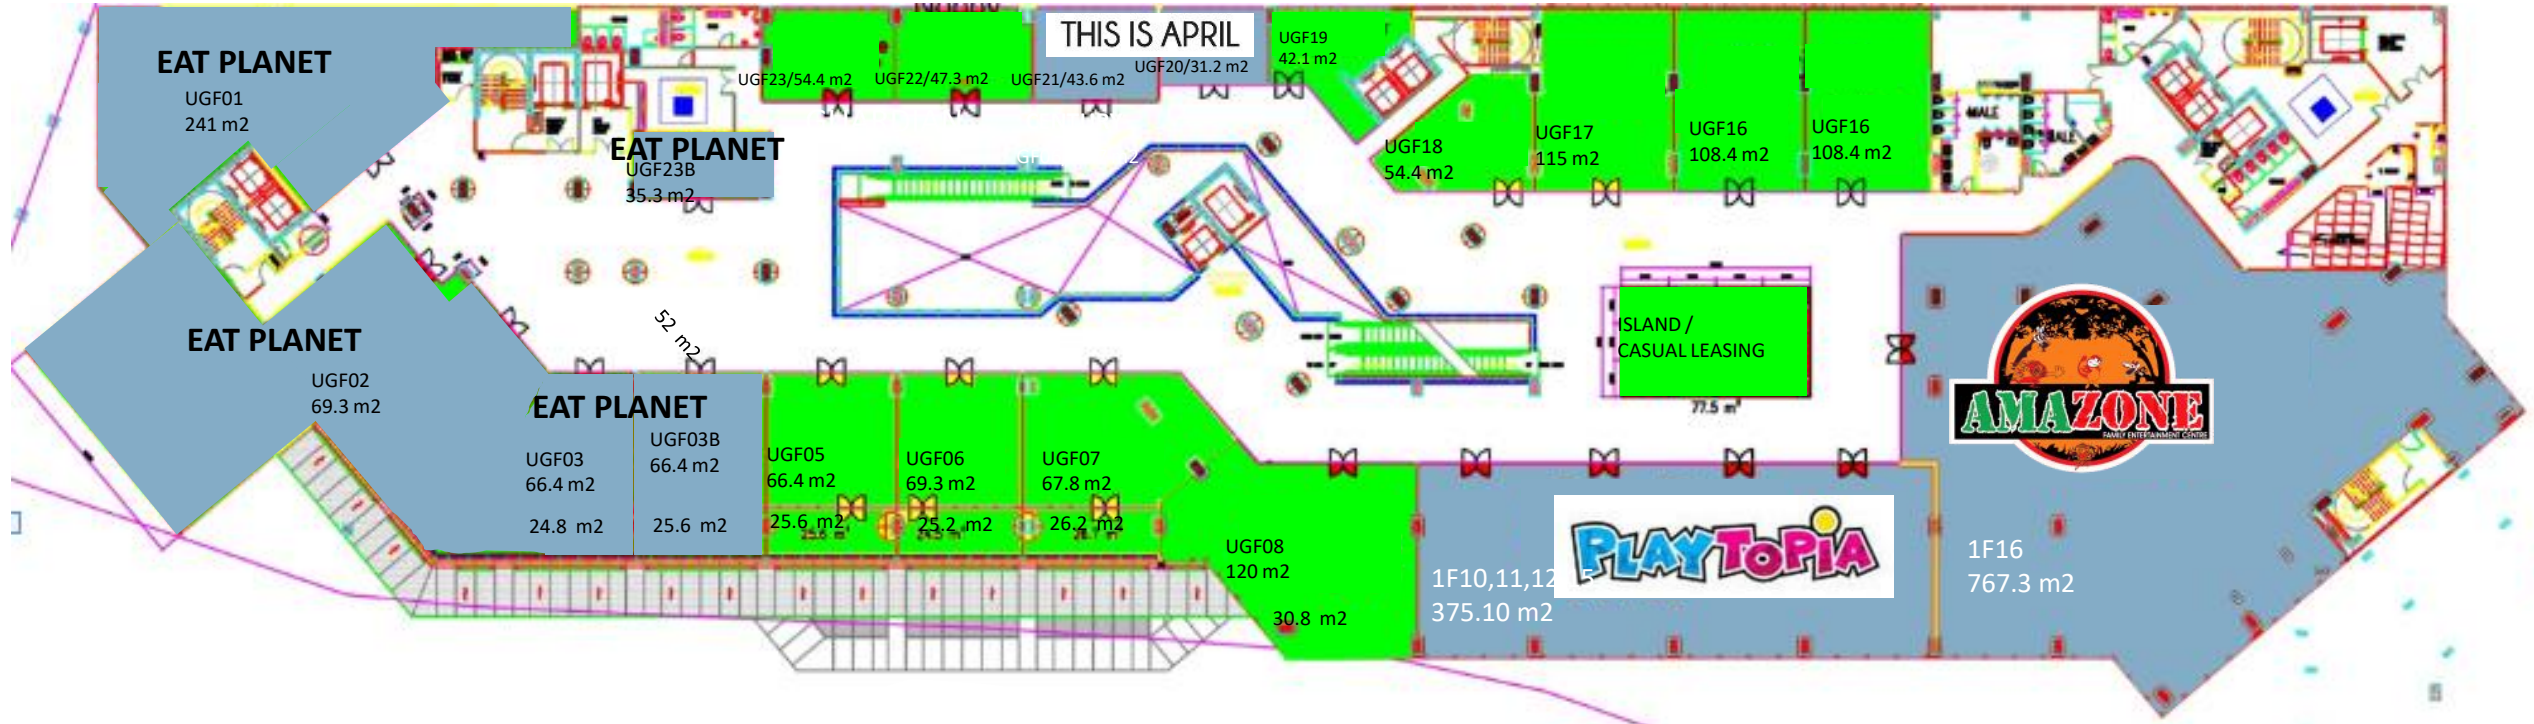 EAT PLANET
UGF01
241 m2
THIS IS APRIL
UGF23/54.4 m2
UGF22/47.3 m2
UGF21/43.6 m2
UGF20/31.2 m2
UGF19
42.1 m2
EAT PLANET
UGF23B
35.3 m2
UGF18
54.4 m2
UGF17
115 m2
UGF16
108.4 m2
UGF16
108.4 m2
MALE
EAT PLANET
UGF02
69.3 m2
52 m2
ISLAND /
CASUAL LEASING
77.5 m²
AMAZONE
FAMILY ENTERTAINMENT CENTRE
EAT PLANET
UGF03
66.4 m2
24.8 m2
UGF03B
66.4 m2
25.6 m2
UGF05
66.4 m2
25.6 m2
UGF06
69.3 m2
25.2 m2
UGF07
67.8 m2
26.2 m2
UGF08
120 m2
30.8 m2
1F10,11,12
375.10 m2
PLAYTOPIA
1F16
767.3 m2